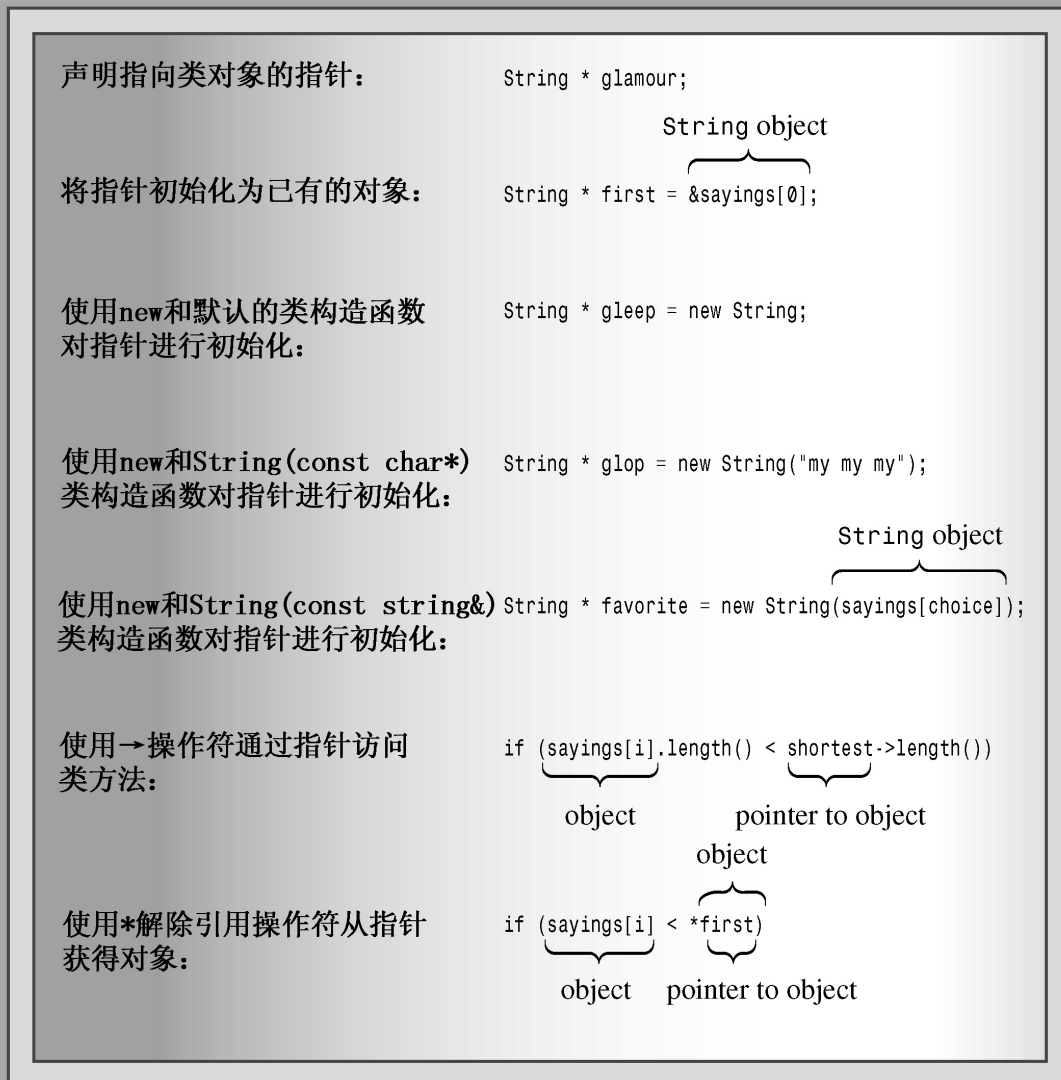 声明指向类对象的指针： String * glamour;
String object
将指针初始化为已有的对象： String * first = &sayings[0];
使用new和默认的类构造函数 String * gleep = new String;
对指针进行初始化：
使用new和String(const char*) String * glop = new String("my my my");
类构造函数对指针进行初始化：
String object
使用new和String(const string&) String * favorite = new String(sayings[choice]);
类构造函数对指针进行初始化：
使用→操作符通过指针访问 if (sayings[i].length() < shortest->length())
类方法：
object pointer to object
object
使用*解除引用操作符从指针 if (sayings[i] < *first)
获得对象：
object pointer to object